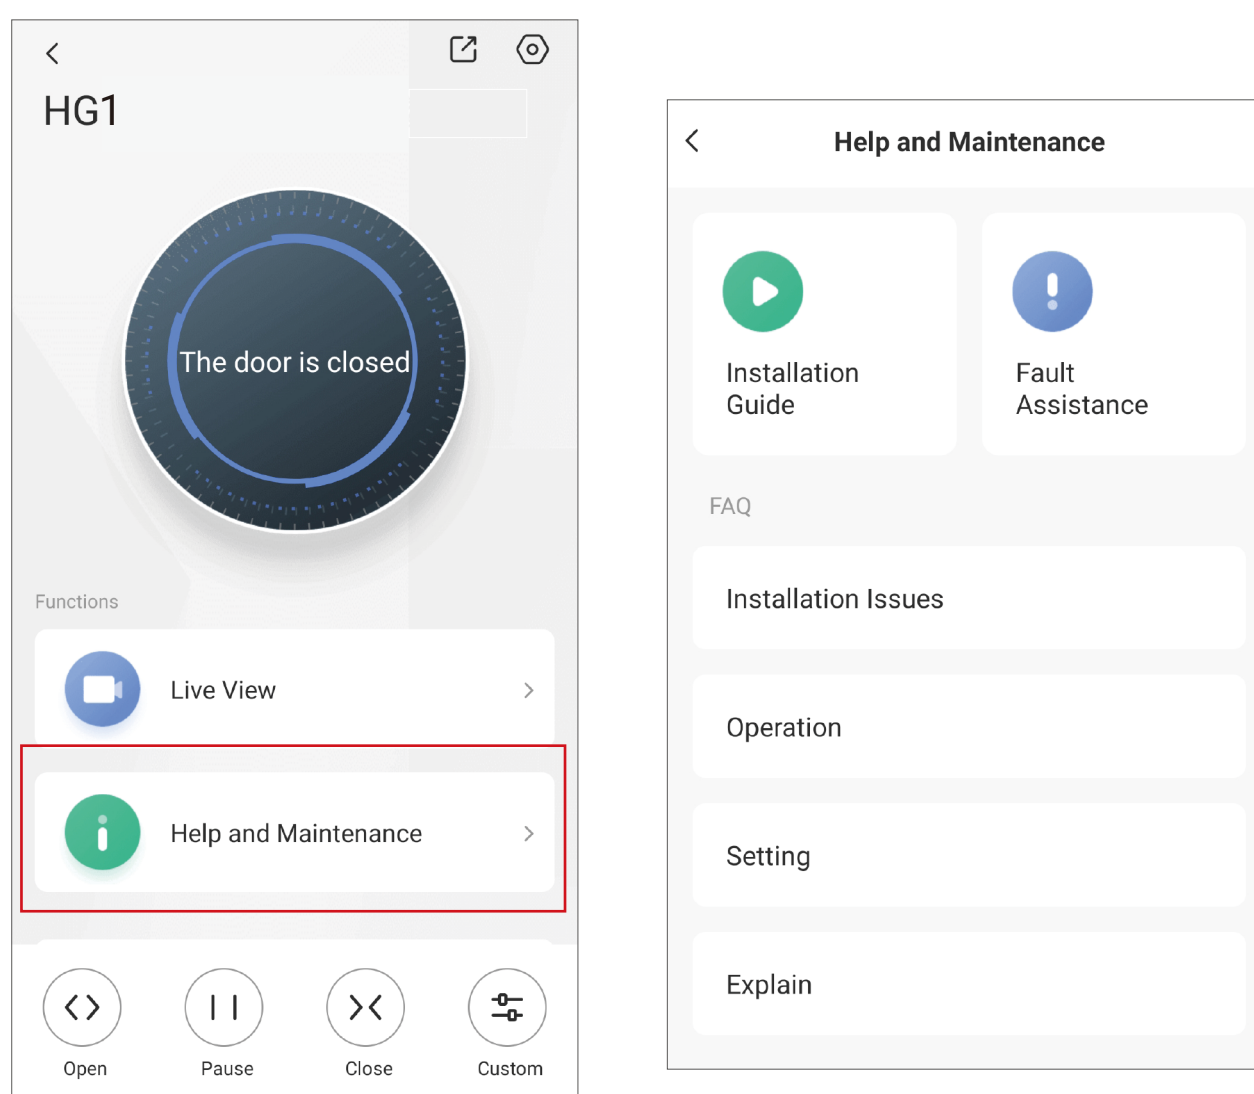 HG1
The door is closed
Functions
Live View
Help and Maintenance
Open
Pause
Close
Custom
Help and Maintenance
Installation
Guide
Fault
Assistance
FAQ
Installation Issues
Operation
Setting
Explain